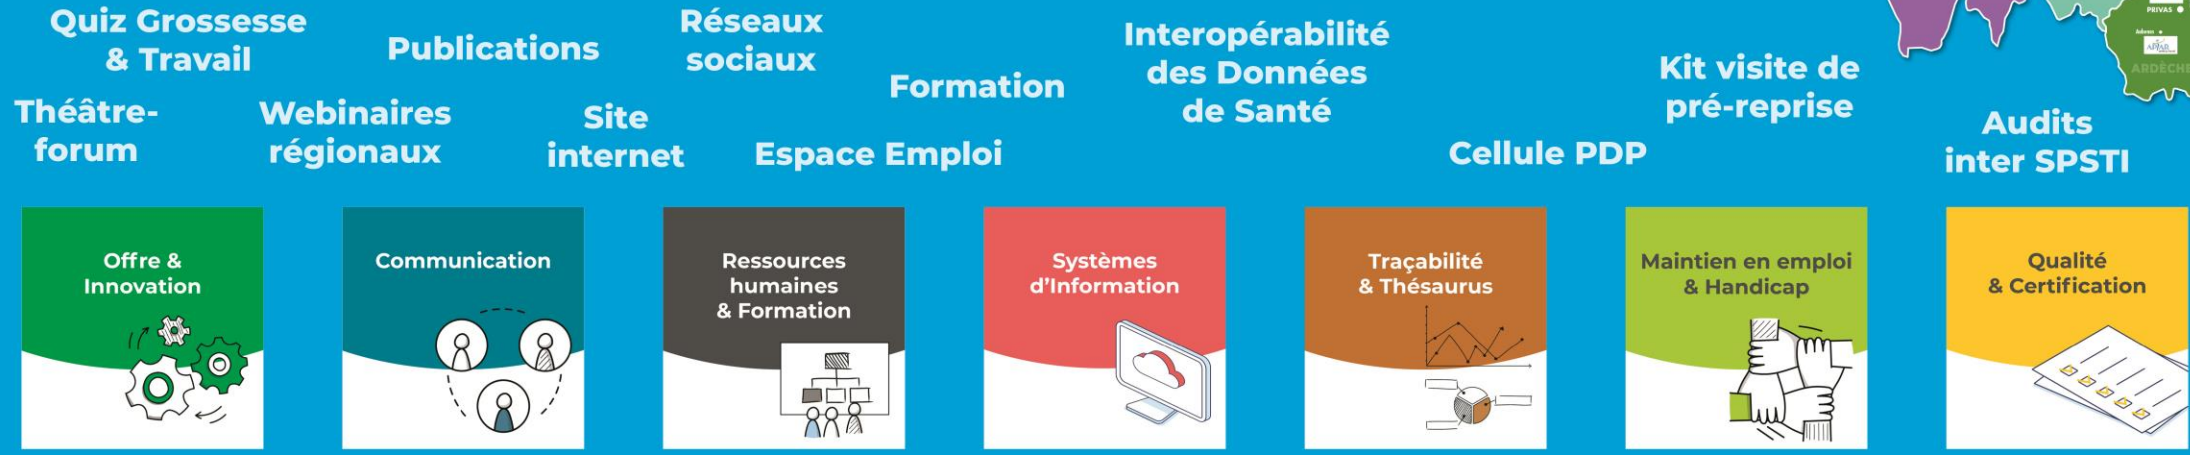 Quiz Grossesse
& Travail
Publications
Réseaux
sociaux
Interopérabilité
des Données
de Santé
Formation
Kit visite de
pré-reprise
Théâtre-
forum
Webinaires
régionaux
Site
internet
Espace Emploi
Cellule PDP
Audits
inter SPSTI
PRIVAS
ARDÈCHE
Offre &
Innovation
Communication
Ressources
humaines
& Formation
Systèmes
d'Information
Traçabilité
& Thésaurus
Maintien en emploi
& Handicap
Qualité
& Certification